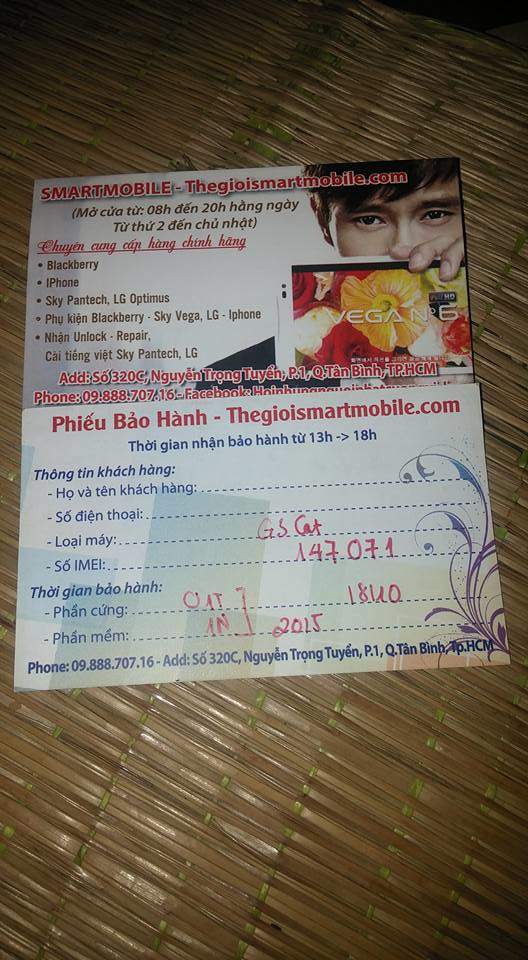 SMARTMOBILE - Thegioismartmobile.com
(Mở cửa từ: 08h đến 20h hằng ngày
Từ thứ 2 đến chủ nhật)
Chuyên cung cấp hàng chính hãng
• Blackberry
• IPhone
• Sky Pantech, LG Optimus
• Phụ kiện Blackberry - Sky Vega, LG - Iphone
• Nhận Unlock - Repair,
Cài tiếng việt Sky Pantech, LG
FULL HD
VEGA N°6
Add: Số 320C, Nguyễn Trọng Tuyển, P.1, Q.Tân Bình, TP.HCM
Phone: 09.888.707.16 - Facebook:
Phiếu Bảo Hành - Thegioismartmobile.com
Thời gian nhận bảo hành từ 13h -> 18h
Thông tin khách hàng:
- Họ và tên khách hàng:
- Số điện thoại:
- Loại máy: GS Cat
- Số IMEI: 147071
Thời gian bảo hành:
- Phần cứng: 01T
- Phần mềm: 1N 2015
Phone: 09.888.707.16 - Add: Số 320C, Nguyễn Trọng Tuyển, P.1, Q.Tân Bình, Tp.HCM